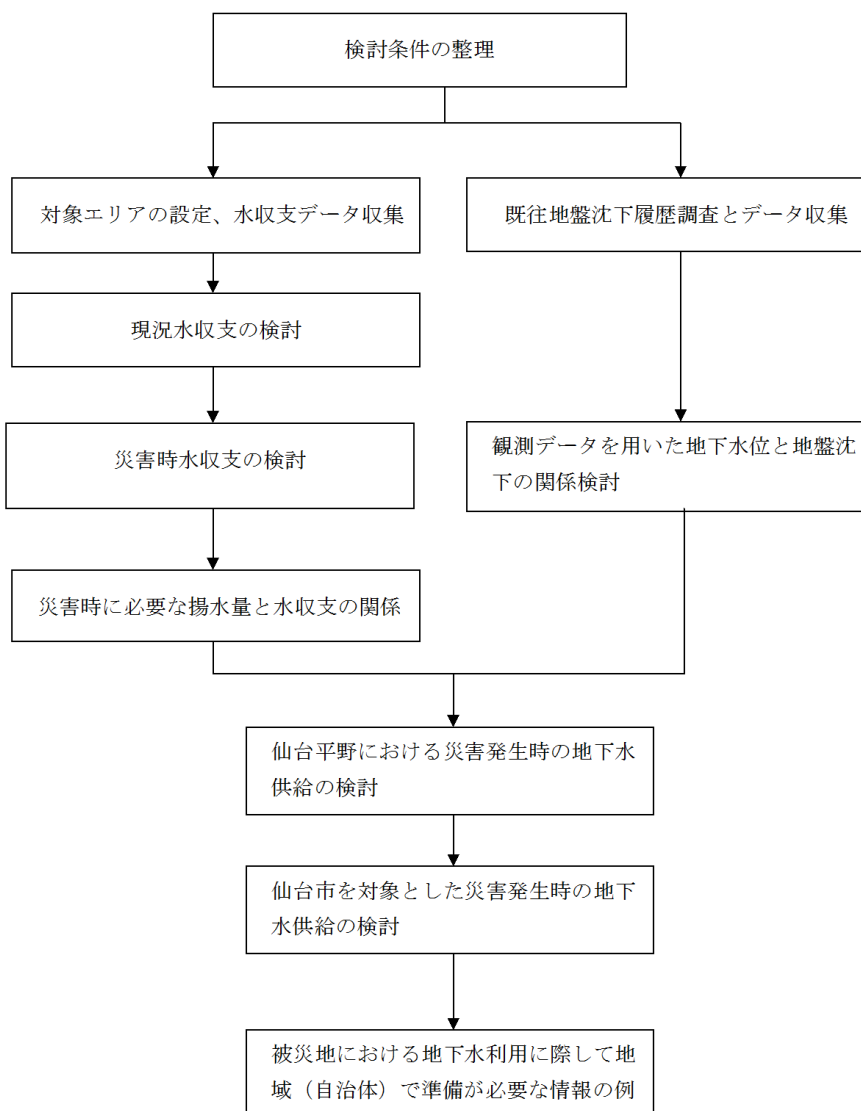 検討条件の整理
対象エリアの設定、水収支データ収集
既往地盤沈下履歴調査とデータ収集
現況水収支の検討
災害時水収支の検討
観測データを用いた地下水位と地盤沈
下の関係検討
災害時に必要な揚水量と水収支の関係
仙台平野における災害発生時の地下水
供給の検討
仙台市を対象とした災害発生時の地下
水供給の検討
被災地における地下水利用に際して地
域（自治体）で準備が必要な情報の例